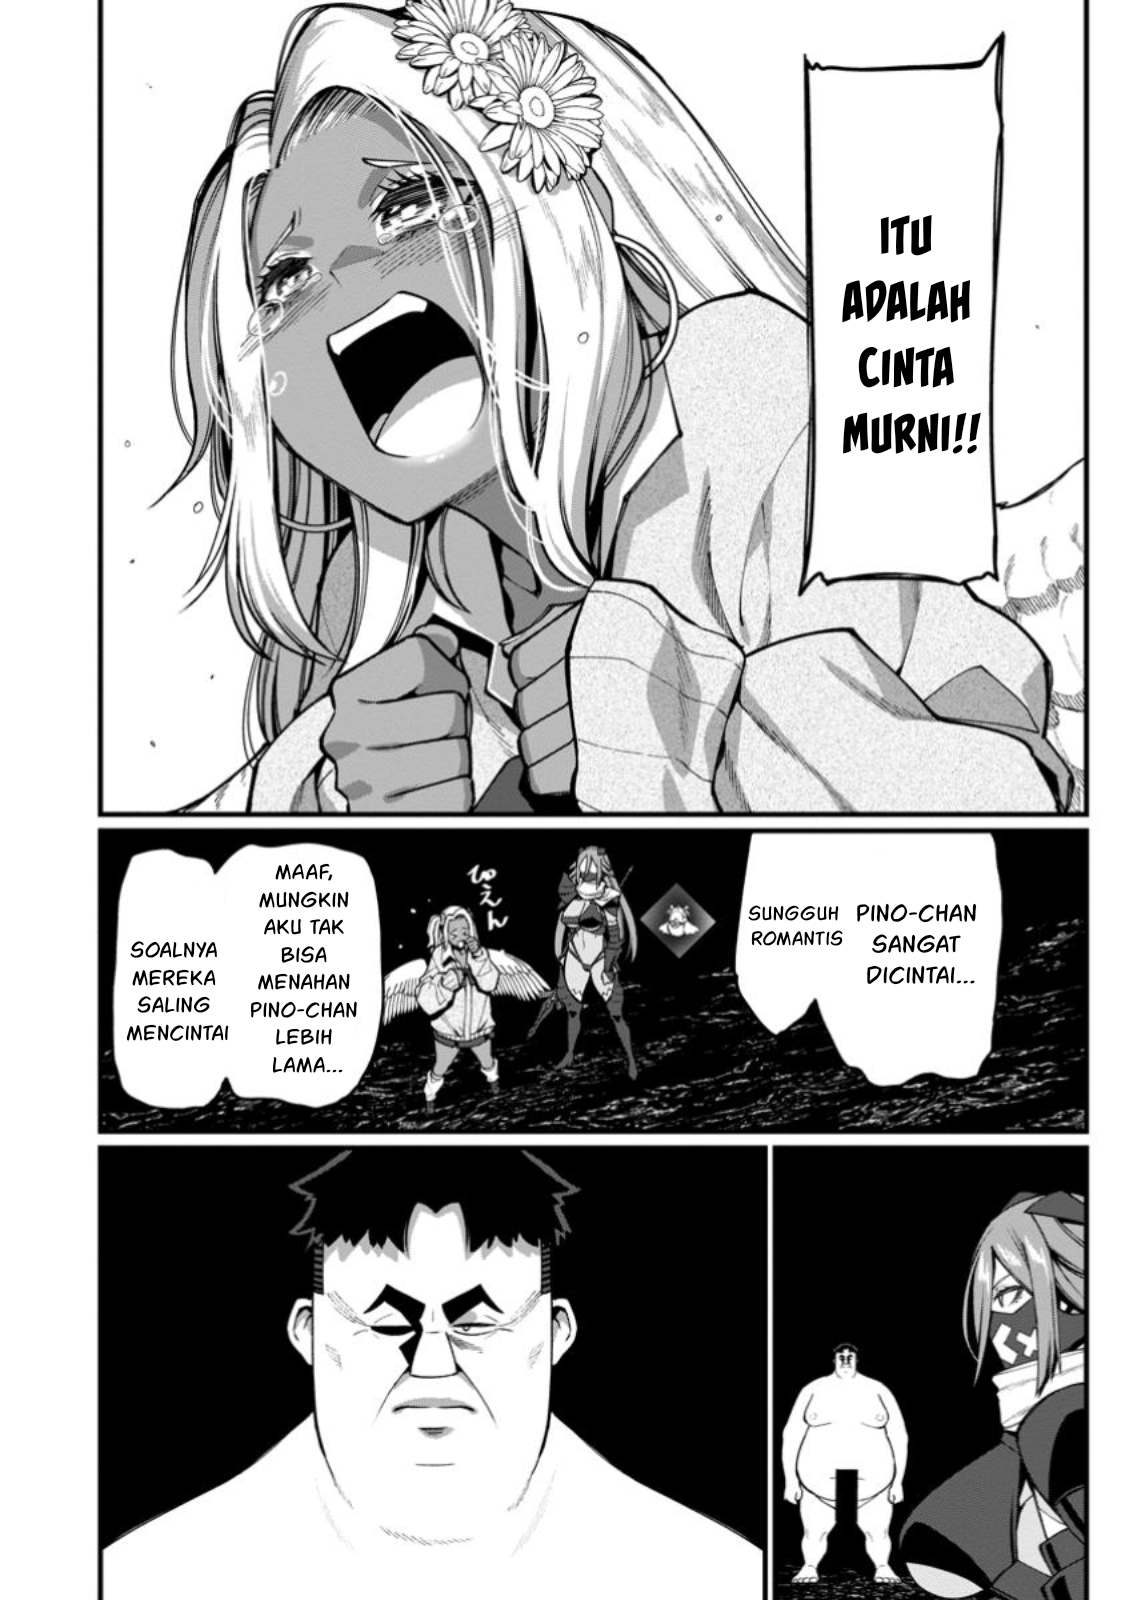 ITU
ADALAH
CINTA
MURNI!!
PINO-CHAN
SANGAT
DICINTAI...
SUNGGUH
ROMANTIS
ぴえん
MAAF,
MUNGKIN
AKU TAK
BISA
MENAHAN
PINO-CHAN
LEBIH
LAMA...
SOALNYA
MEREKA
SALING
MENCINTAI